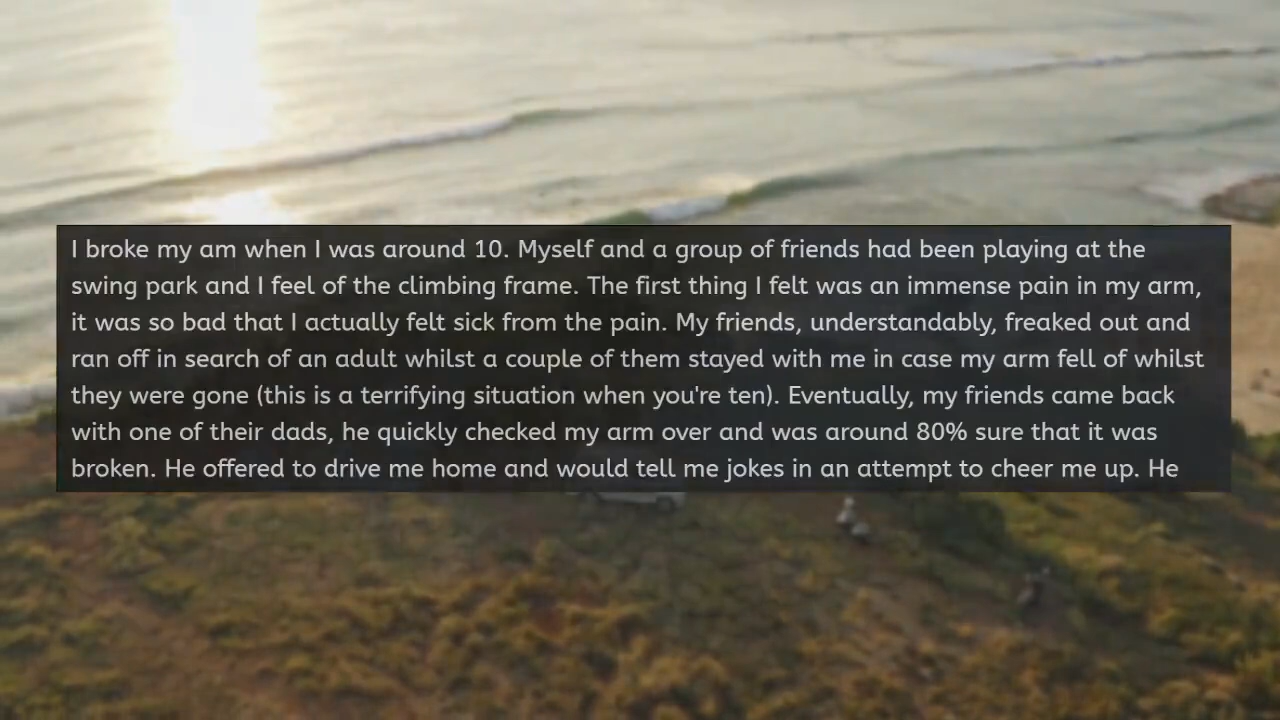 I broke my am when I was around 10. Myself and a group of friends had been playing at the
swing park and I feel of the climbing frame. The first thing I felt was an immense pain in my arm,
it was so bad that I actually felt sick from the pain. My friends, understandably, freaked out and
ran off in search of an adult whilst a couple of them stayed with me in case my arm fell of whilst
they were gone (this is a terrifying situation when you're ten). Eventually, my friends came back
with one of their dads, he quickly checked my arm over and was around 80% sure that it was
broken. He offered to drive me home and would tell me jokes in an attempt to cheer me up. He